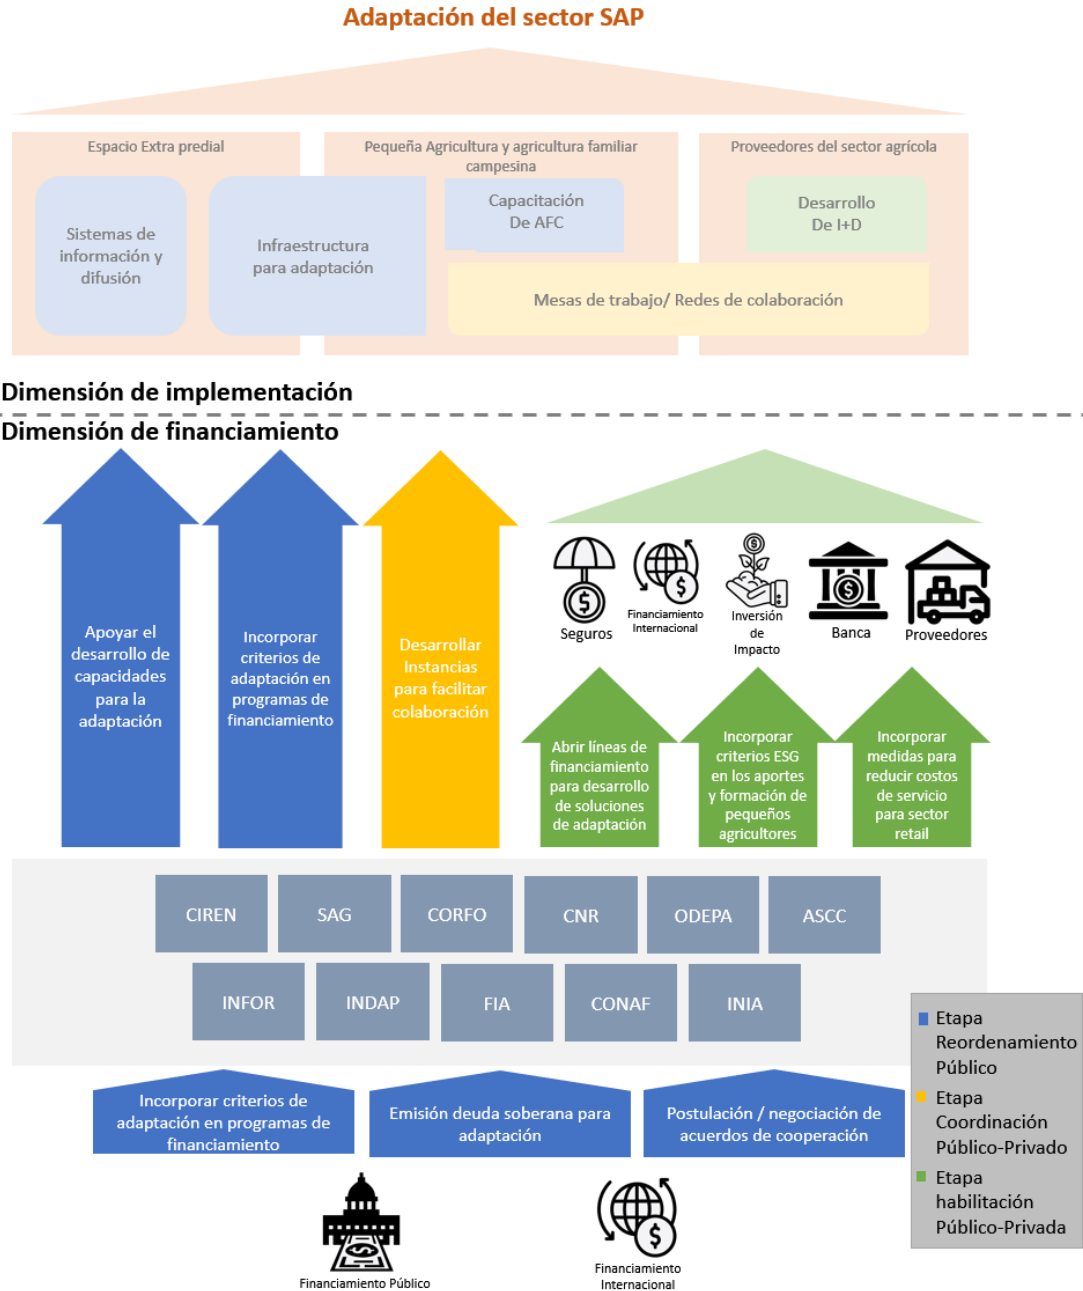 Adaptación del sector SAP
Espacio Extra predial
Pequeña Agricultura y agricultura familiar
campesina
Proveedores del sector agrícola
Sistemas de
información y
difusión
Infraestructura
para adaptación
Capacitación
De AFC
Desarrollo
De I+D
Mesas de trabajo/ Redes de colaboración
Dimensión de implementación
Dimensión de financiamiento
Apoyar el
desarrollo de
capacidades
para la
adaptación
Incorporar
criterios de
adaptación en
programas de
financiamiento
Desarrollar
Instancias
para facilitar
colaboración
Seguros
Financiamiento
Internacional
Inversión
de
Impacto
Banca
Proveedores
Abrir líneas de
financiamiento
para desarrollo
de soluciones
de adaptación
Incorporar
criterios ESG
en los aportes
y formación de
pequeños
agricultores
Incorporar
medidas para
reducir costos
de servicio
para sector
retail
CIREN
SAG
CORFO
CNR
ODEPA
ASCC
INFOR
INDAP
FIA
CONAF
INIA
Incorporar criterios de
adaptación en programas de
financiamiento
Emisión deuda soberana para
adaptación
Postulación / negociación de
acuerdos de cooperación
Etapa
Reordenamiento
Público
Etapa
Coordinación
Público-Privado
Etapa
habilitación
Público-Privada
Financiamiento Público
Financiamiento
Internacional